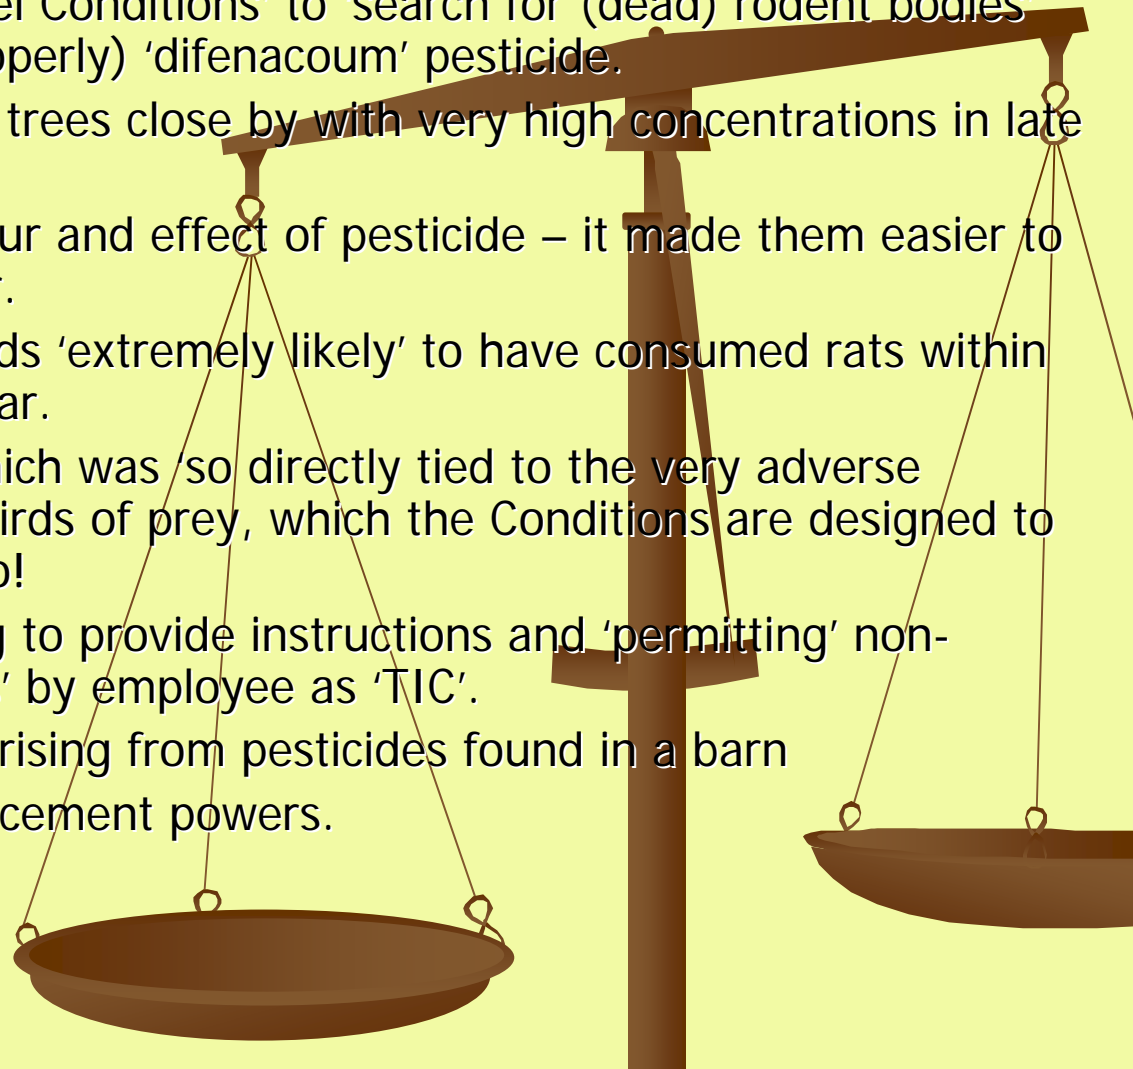 el Conditions’ to ‘search for (dead) rodent bodies’
operly) ‘difenacoum’ pesticide.
trees close by with very high concentrations in late
ur and effect of pesticide – it made them easier to
.
ds ‘extremely likely’ to have consumed rats within
ar.
ich was ‘so directly tied to the very adverse
irds of prey, which the Conditions are designed to
o!
g to provide instructions and ‘permitting’ non-
’ by employee as ‘TIC’.
rising from pesticides found in a barn
cement powers.